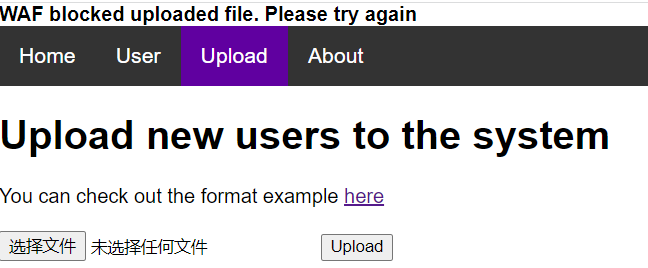 WAF blocked uploaded file. Please try again
Home User Upload About
Upload new users to the system
You can check out the format example here
选择文件 未选择任何文件 Upload